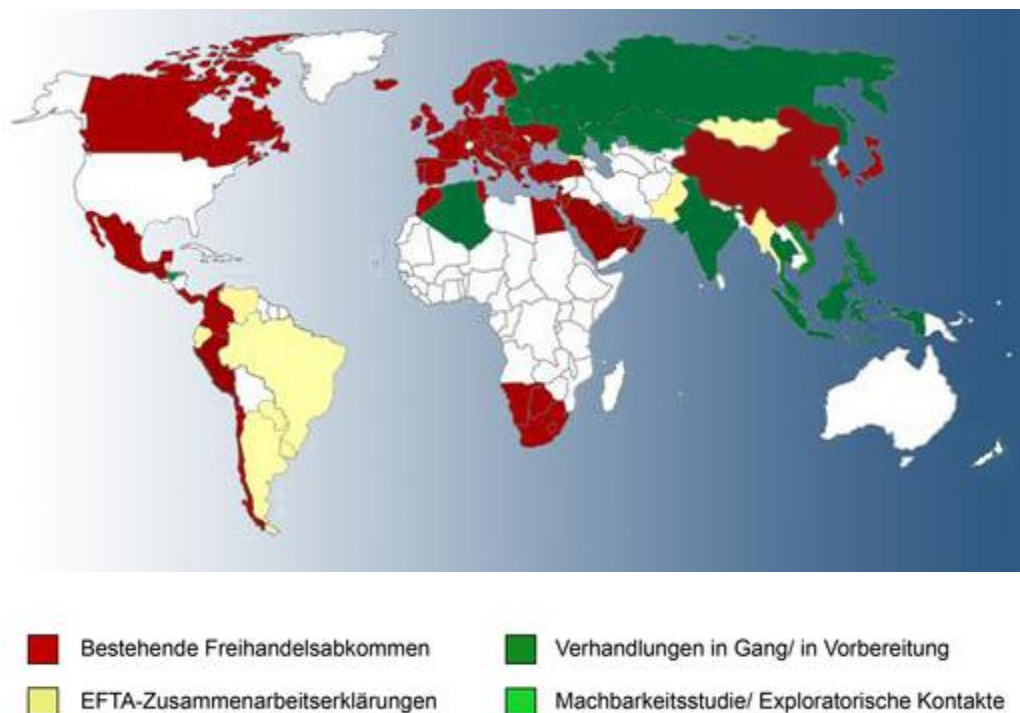 Bestehende Freihandelsabkommen
Verhandlungen in Gang/ in Vorbereitung
EFTA-Zusammenarbeitserklärungen
Machbarkeitsstudie/ Exploratorische Kontakte